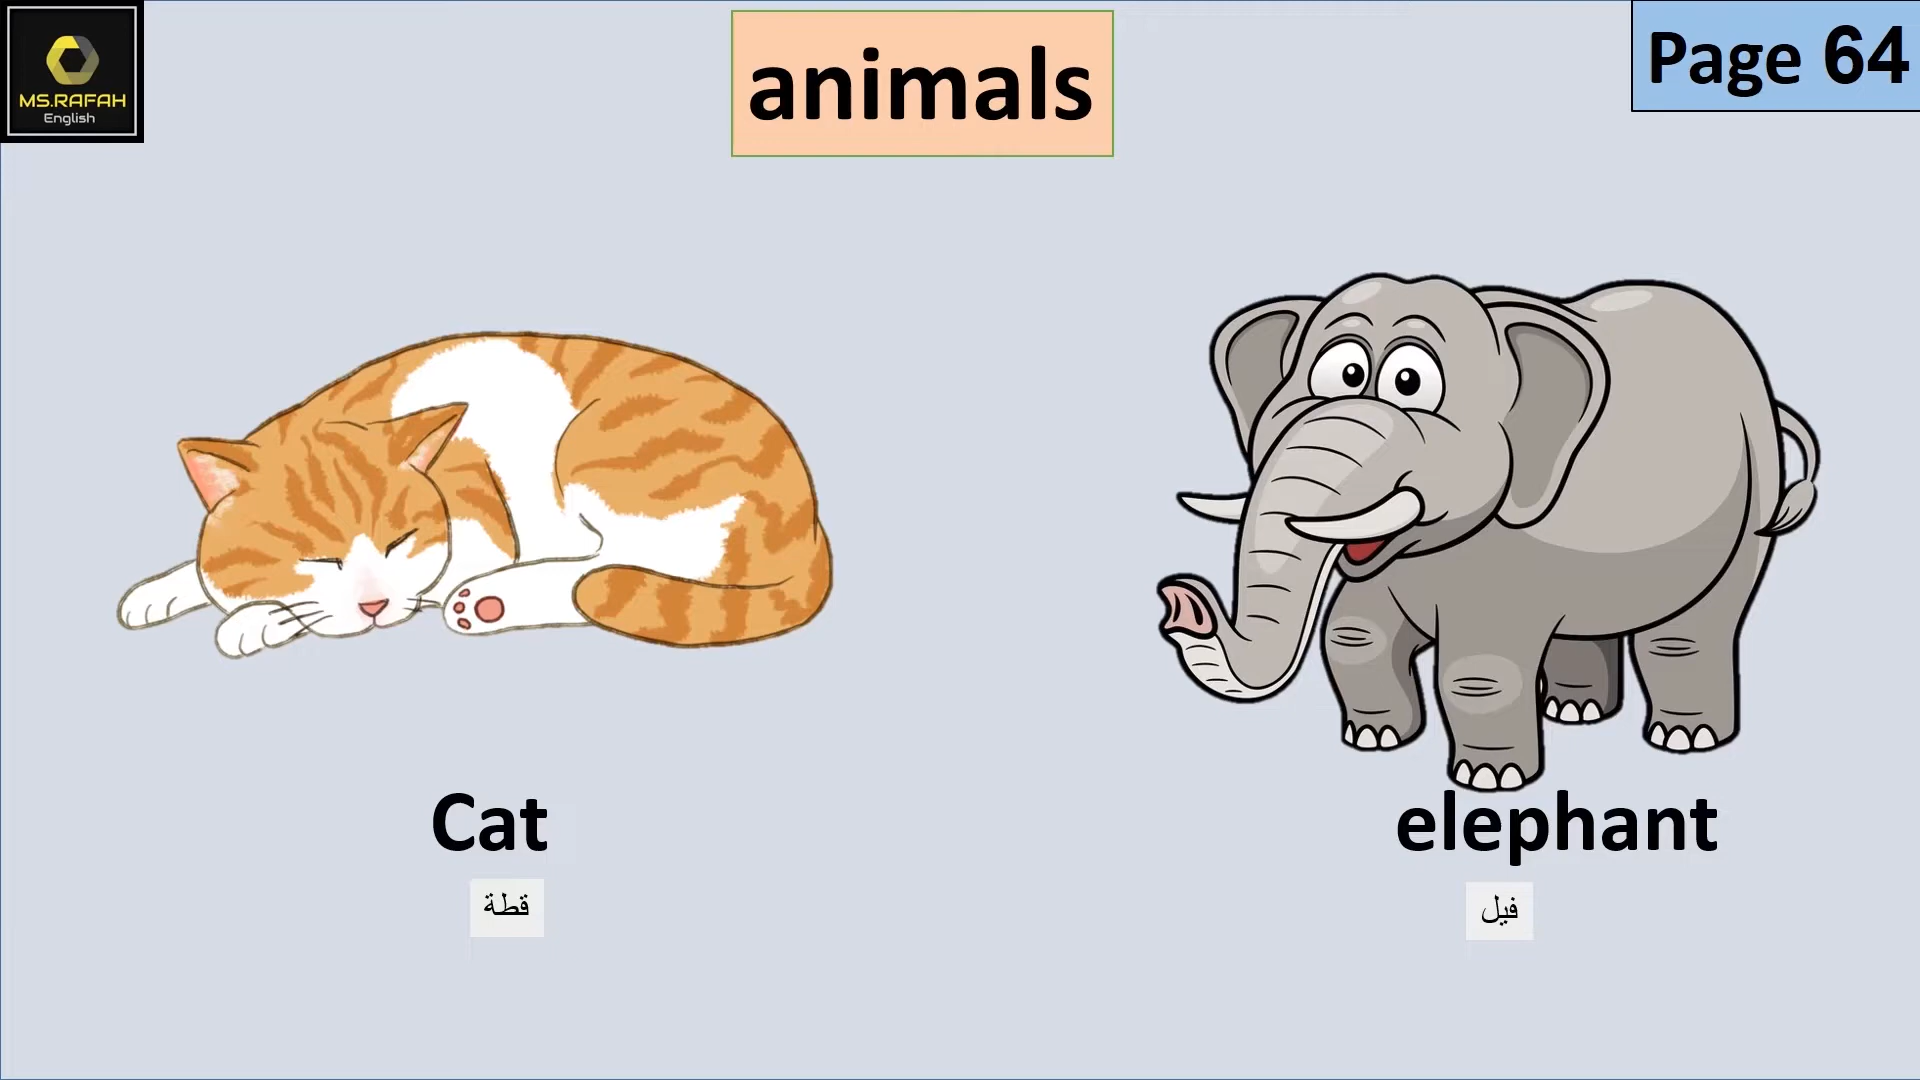 MS.RAFAH
English
animals
Page 64
Cat
elephant
قطة
فيل